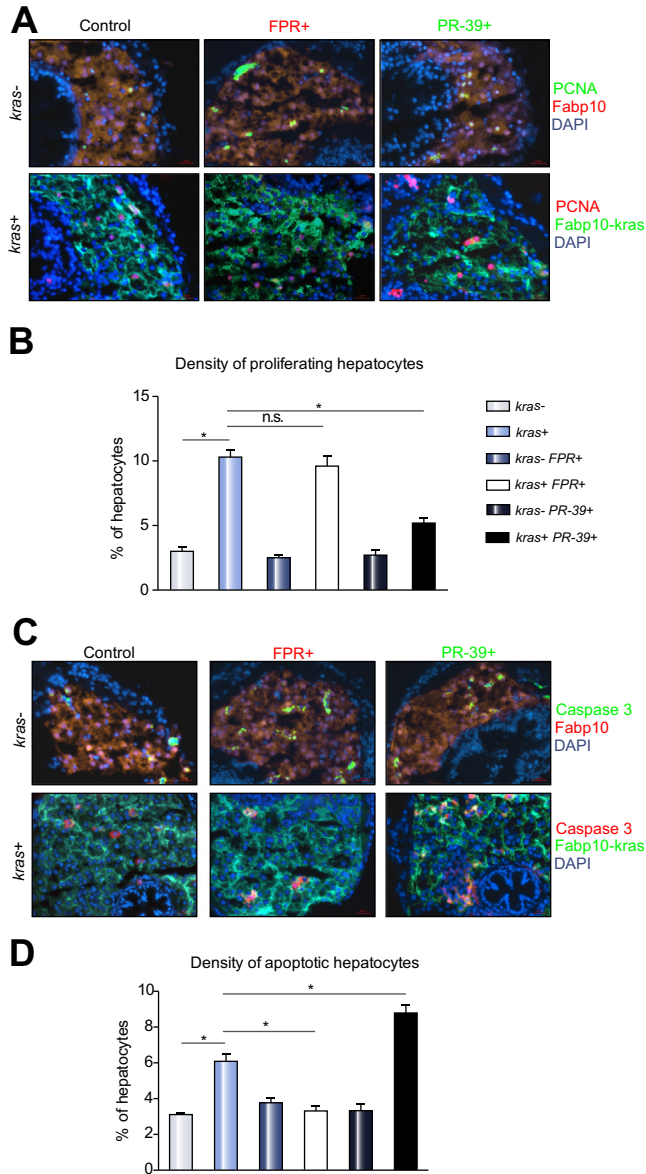 A
Control FPR+ PR-39+
kras-
PCNA
Fabp10
DAPI
kras+
PCNA
Fabp10-kras
DAPI
B
Density of proliferating hepatocytes
% of hepatocytes
15
10
5
0
*
n.s.
*
kras-
kras+
kras- FPR+
kras+ FPR+
kras- PR-39+
kras+ PR-39+
C
Control FPR+ PR-39+
kras-
Caspase 3
Fabp10
DAPI
kras+
Caspase 3
Fabp10-kras
DAPI
D
Density of apoptotic hepatocytes
% of hepatocytes
10
8
6
4
2
0
*
*
*